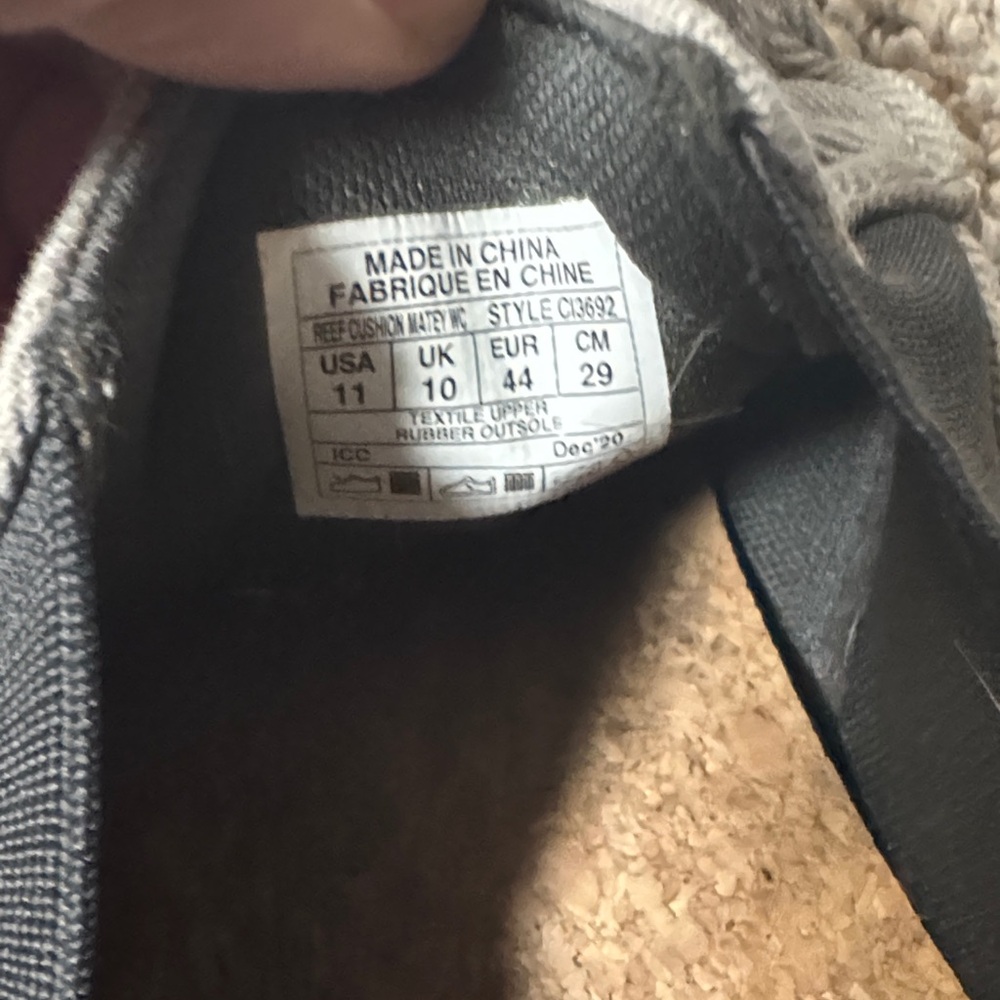 MADE IN CHINA
FABRIQUE EN CHINE
REEF CUSHION MATEY WC STYLE CI3692
USA UK EUR CM
11 10 44 29
TEXTILE UPPER
RUBBER OUTSOLE
ICC Dec'20